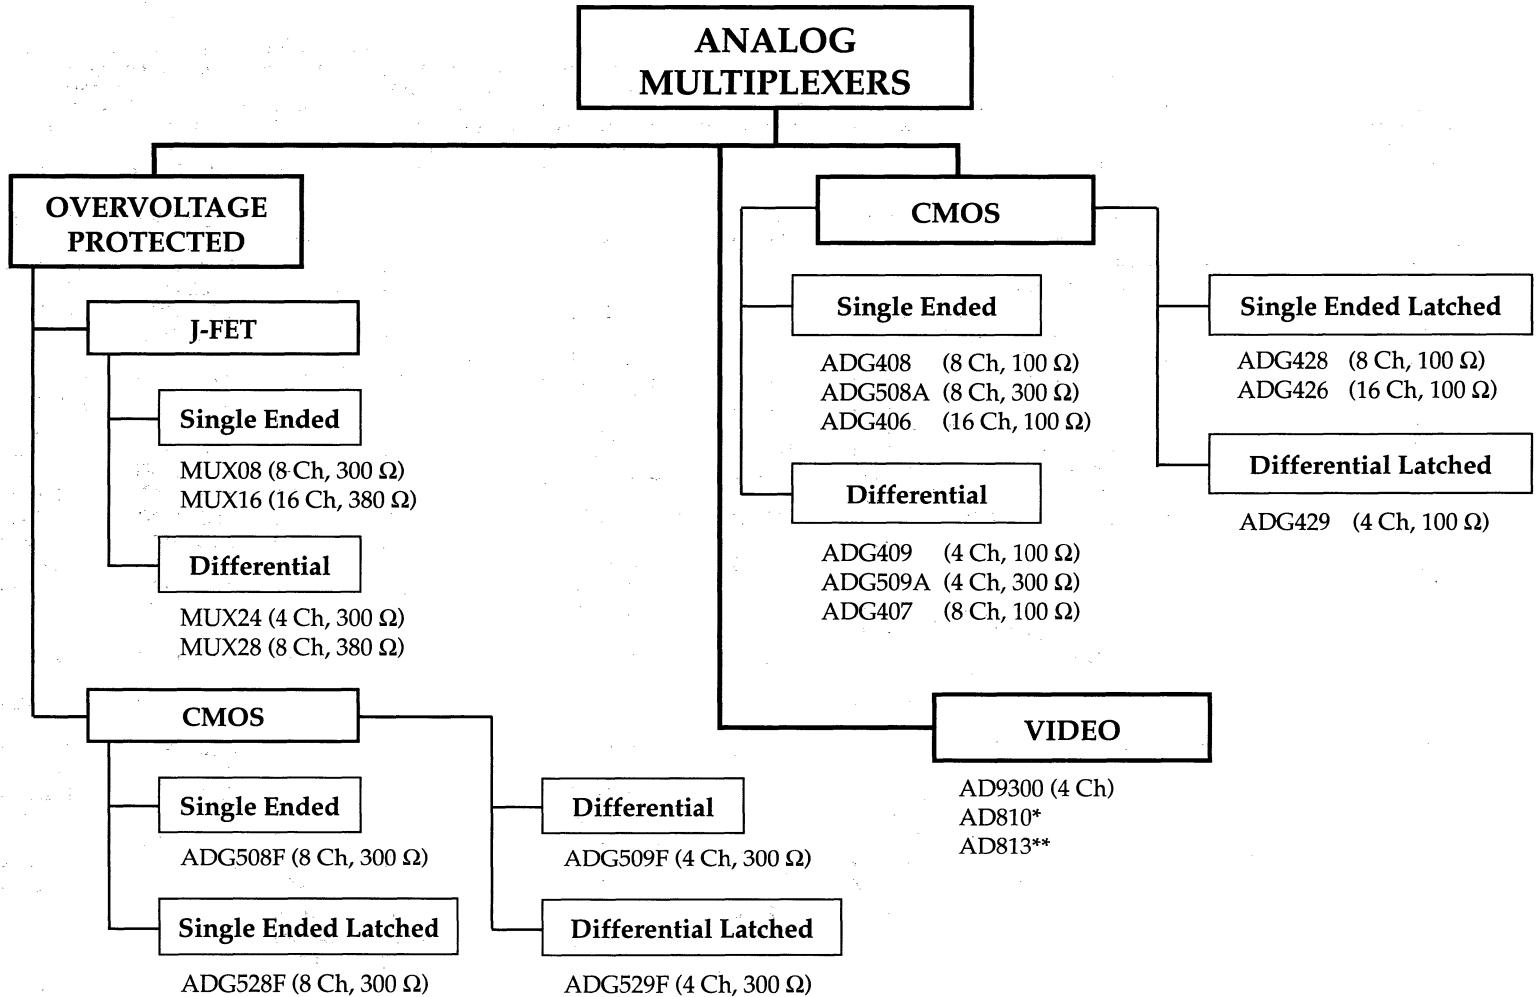 ANALOG
MULTIPLEXERS
OVERVOLTAGE
PROTECTED
J-FET
Single Ended
MUX08 (8 Ch, 300 Ω)
MUX16 (16 Ch, 380 Ω)
Differential
MUX24 (4 Ch, 300 Ω)
MUX28 (8 Ch, 380 Ω)
CMOS
Single Ended
ADG508F (8 Ch, 300 Ω)
Single Ended Latched
ADG528F (8 Ch, 300 Ω)
Differential
ADG509F (4 Ch, 300 Ω)
Differential Latched
ADG529F (4 Ch, 300 Ω)
CMOS
Single Ended
ADG408 (8 Ch, 100 Ω)
ADG508A (8 Ch, 300 Ω)
ADG406 (16 Ch, 100 Ω)
Differential
ADG409 (4 Ch, 100 Ω)
ADG509A (4 Ch, 300 Ω)
ADG407 (8 Ch, 100 Ω)
Single Ended Latched
ADG428 (8 Ch, 100 Ω)
ADG426 (16 Ch, 100 Ω)
Differential Latched
ADG429 (4 Ch, 100 Ω)
VIDEO
AD9300 (4 Ch)
AD810*
AD813**